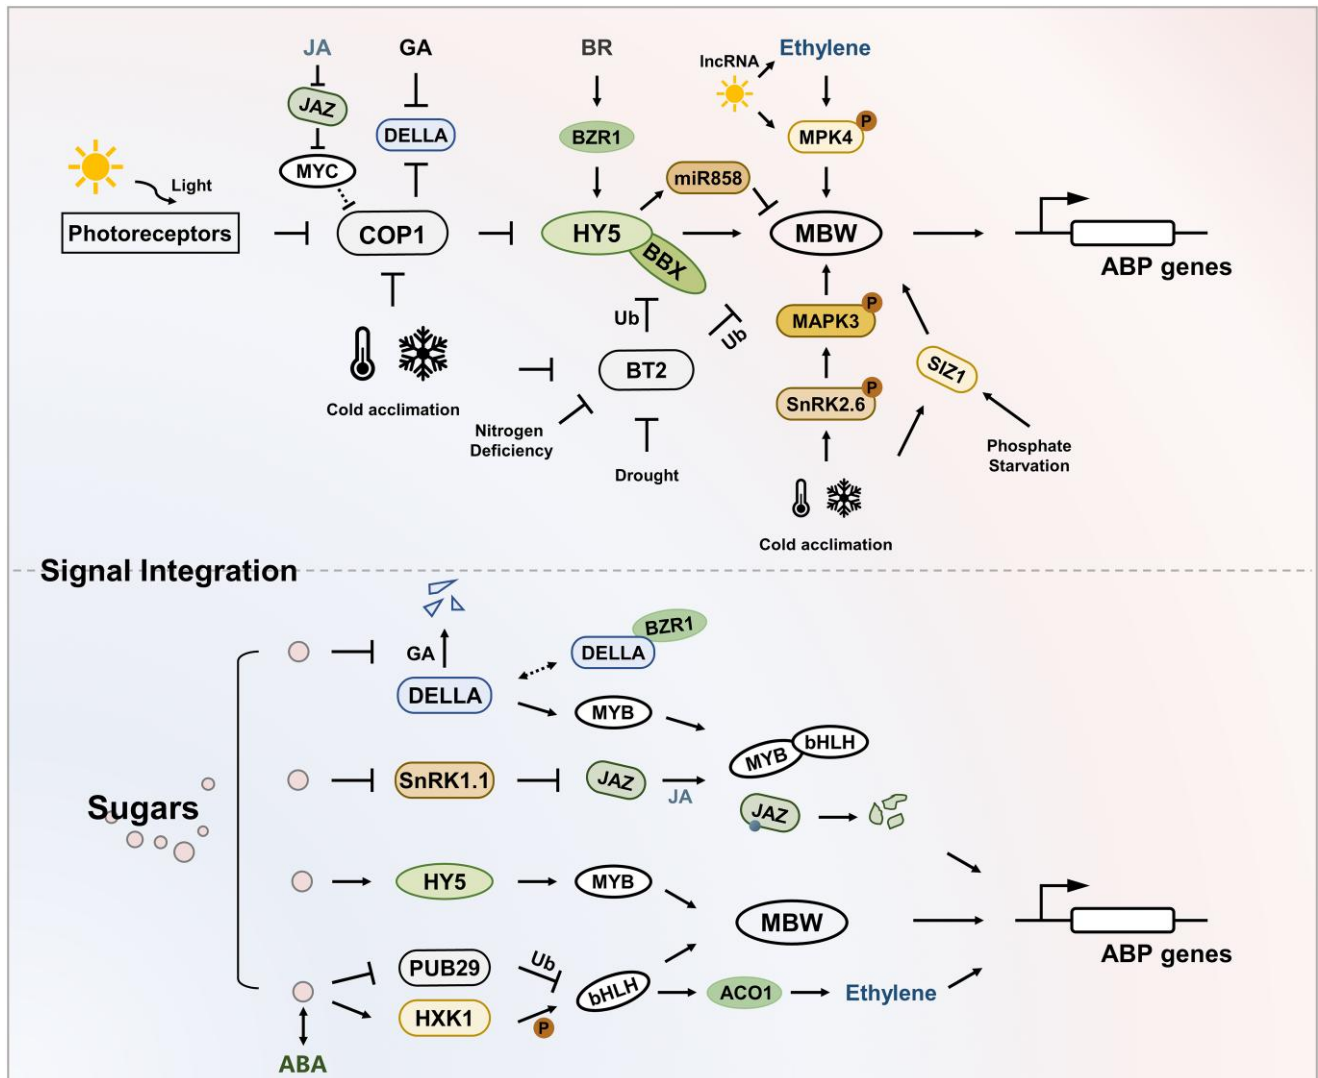 JA
GA
BR
Ethylene
lncRNA
JAZ
DELLA
BZR1
MPK4
P
MYC
miR858
Light
Photoreceptors
COP1
HY5
BBX
MBW
ABP genes
Ub
Ub
MAPK3
P
BT2
SIZ1
SnRK2.6
P
Cold acclimation
Nitrogen
Deficiency
Drought
Phosphate
Starvation
Cold acclimation
Signal Integration
GA
DELLA
BZR1
DELLA
MYB
MYB
bHLH
SnRK1.1
JAZ
JA
JAZ
Sugars
HY5
MYB
MBW
ABP genes
PUB29
Ub
bHLH
ACO1
Ethylene
HXK1
P
ABA